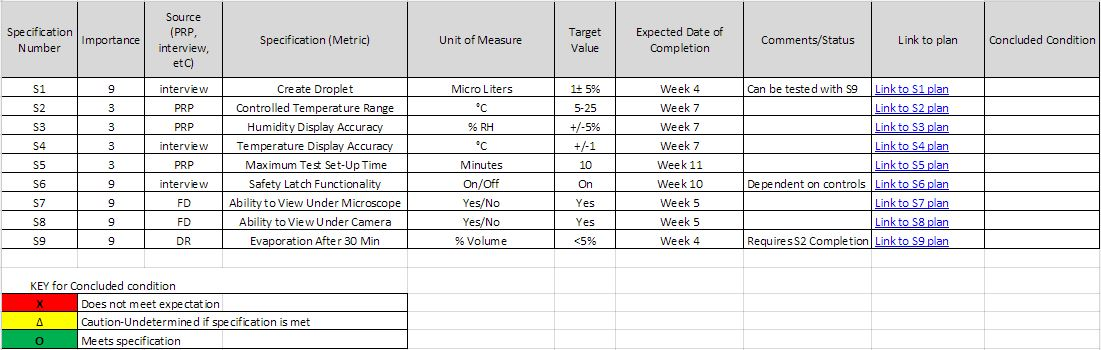 Specification Number | Importance | Source (PRP, interview, etC) | Specification (Metric) | Unit of Measure | Target Value | Expected Date of Completion | Comments/Status | Link to plan | Concluded Condition
S1 | 9 | interview | Create Droplet | Micro Liters | 1± 5% | Week 4 | Can be tested with S9 | Link to S1 plan
S2 | 3 | PRP | Controlled Temperature Range | °C | 5-25 | Week 7 | Link to S2 plan
S3 | 3 | PRP | Humidity Display Accuracy | % RH | +/-5% | Week 7 | Link to S3 plan
S4 | 3 | interview | Temperature Display Accuracy | °C | +/-1 | Week 7 | Link to S4 plan
S5 | 3 | PRP | Maximum Test Set-Up Time | Minutes | 10 | Week 11 | Link to S5 plan
S6 | 9 | interview | Safety Latch Functionality | On/Off | On | Week 10 | Dependent on controls | Link to S6 plan
S7 | 9 | FD | Ability to View Under Microscope | Yes/No | Yes | Week 5 | Link to S7 plan
S8 | 9 | FD | Ability to View Under Camera | Yes/No | Yes | Week 5 | Link to S8 plan
S9 | 9 | DR | Evaporation After 30 Min | % Volume | <5% | Week 4 | Requires S2 Completion | Link to S9 plan
KEY for Concluded condition
X | Does not meet expectation
Δ | Caution-Undetermined if specification is met
O | Meets specification